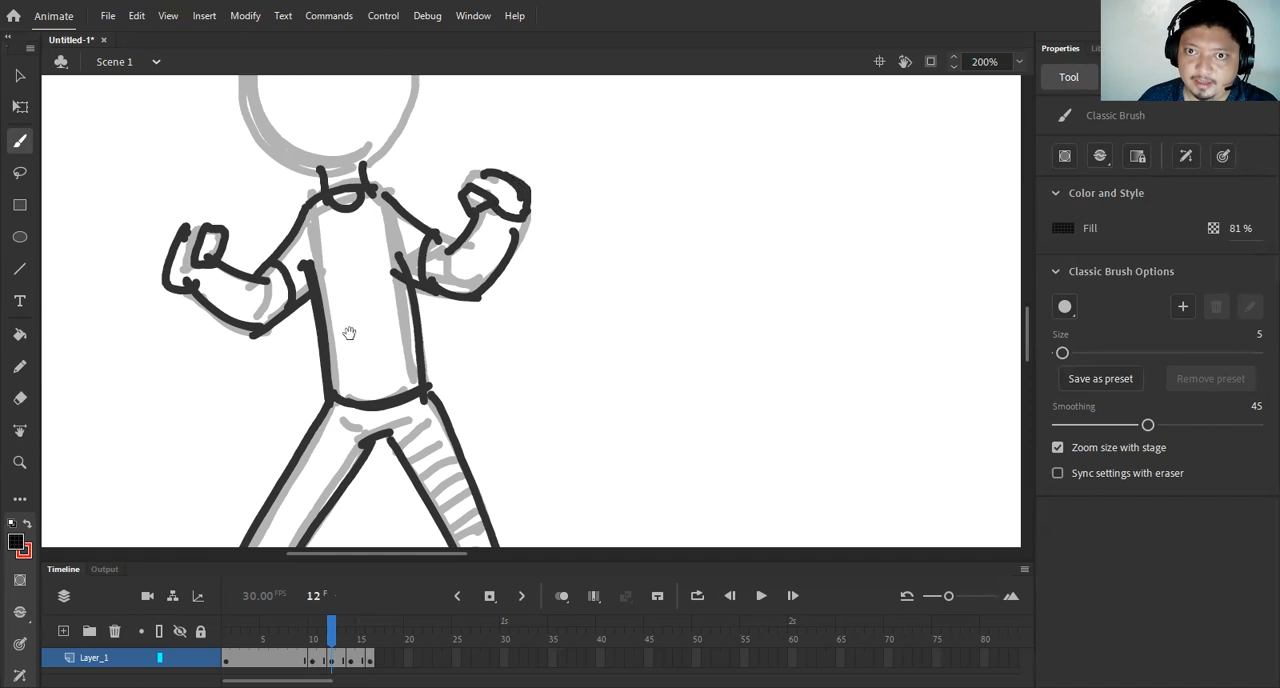 Animate File Edit View Insert Modify Text Commands Control Debug Window Help
Untitled-1*
Scene 1 200%
Properties
Tool
Classic Brush
Color and Style
Fill 81 %
Classic Brush Options
Size 5
Save as preset Remove preset
Smoothing 45
Zoom size with stage
Sync settings with eraser
Timeline Output
30.00 FPS 12 F
1s 2s
5 10 15 20 25 30 35 40 45 50 55 60 65 70 75 80
Layer_1